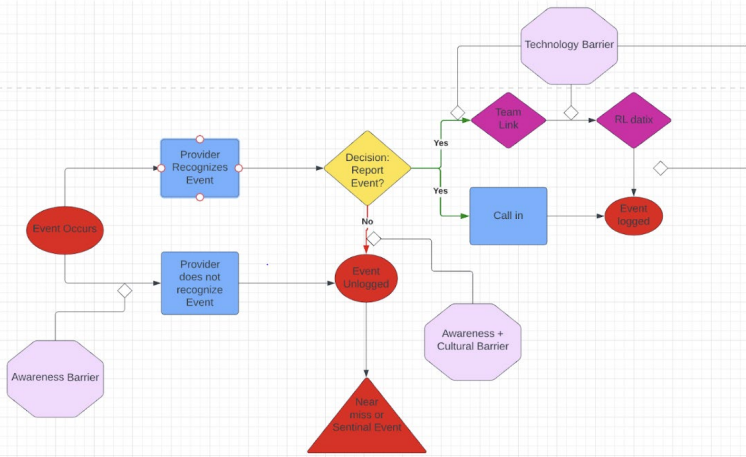 Technology Barrier
Team
Link
RL datix
Provider
Recognizes
Event
Decision:
Report
Event?
Yes
Yes
Call in
Event
logged
No
Event Occurs
Provider
does not
recognize
Event
Event
Unlogged
Awareness +
Cultural Barrier
Awareness Barrier
Near
miss or
Sentinal Event